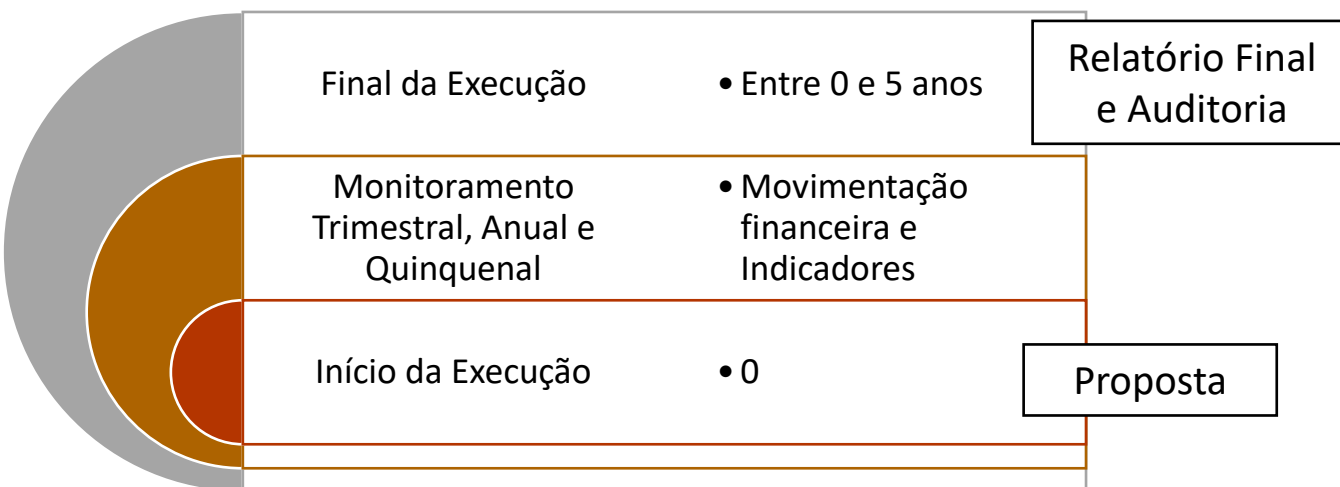 Final da Execução
• Entre 0 e 5 anos
Relatório Final
e Auditoria
Monitoramento
Trimestral, Anual e
Quinquenal
• Movimentação
financeira e
Indicadores
Início da Execução
• 0
Proposta